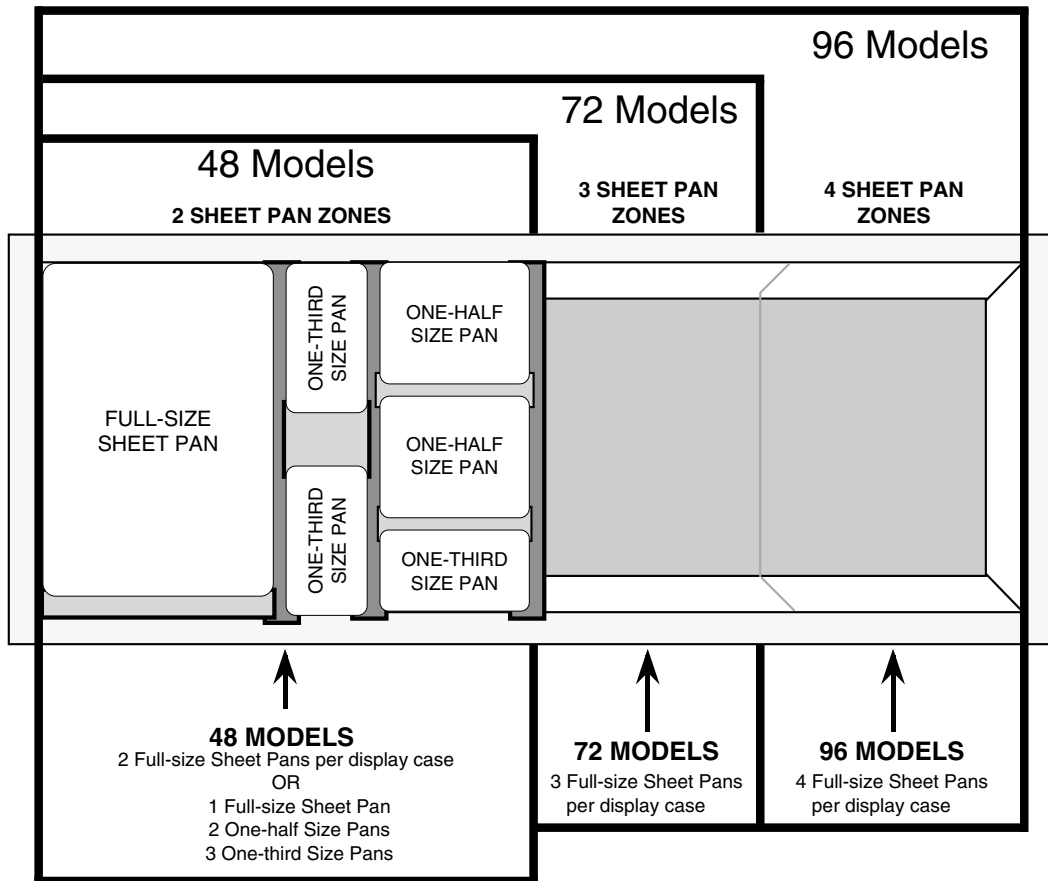 96 Models
72 Models
48 Models
2 SHEET PAN ZONES
3 SHEET PAN
ZONES
4 SHEET PAN
ZONES
FULL-SIZE
SHEET PAN
ONE-THIRD
SIZE PAN
ONE-THIRD
SIZE PAN
ONE-HALF
SIZE PAN
ONE-HALF
SIZE PAN
ONE-THIRD
SIZE PAN
48 MODELS
2 Full-size Sheet Pans per display case
OR
1 Full-size Sheet Pan
2 One-half Size Pans
3 One-third Size Pans
72 MODELS
3 Full-size Sheet Pans
per display case
96 MODELS
4 Full-size Sheet Pans
per display case